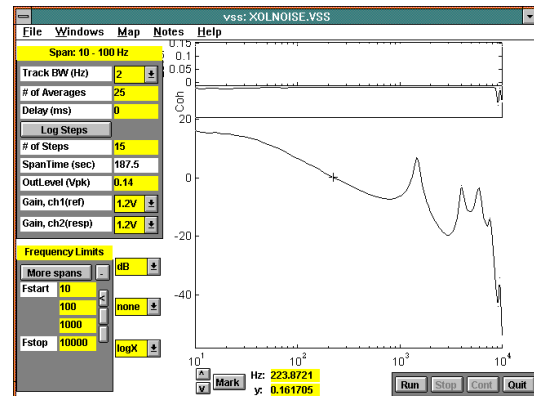 vss: XOLNOISE.VSS
File Windows Map Notes Help
Span: 10 - 100 Hz
Track BW (Hz) 2
# of Averages 25
Delay (ms) 0
Log Steps
# of Steps 15
SpanTime (sec) 187.5
OutLevel (Vpk) 0.14
Gain, ch1(ref) 1.2V
Gain, ch2(resp) 1.2V
Frequency Limits
More spans -
Fstart 10
100
1000
Fstop 10000
<
dB
none
logX
0.15
0.1
0.05
0
Coh
20
0
-20
-40
10^1 10^2 10^3 10^4
^
v
Mark
Hz: 223.8721
y: 0.161705
Run Stop Cont Quit